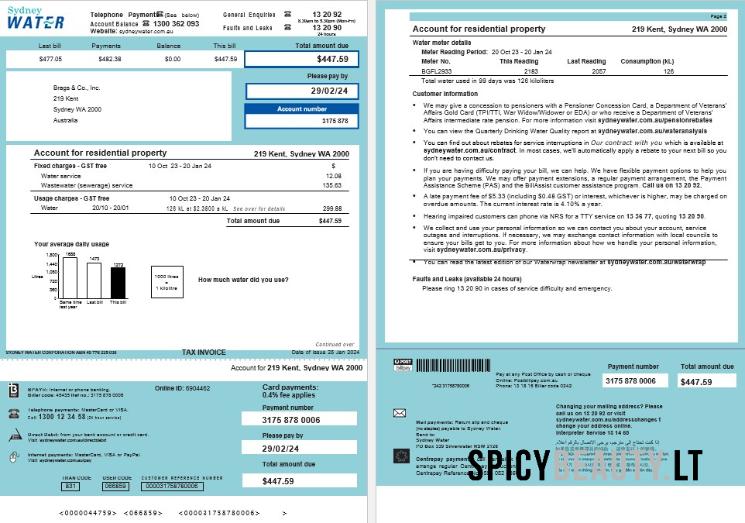 Sydney
WATER
Telephone Payments (See below)
Account Balance ☎ 1300 362 093
Website: sydneywater.com.au
General Enquiries ☎ 13 20 92
8.30am to 5.30pm (Mon-Fri)
Faults and Leaks ☎ 13 20 90
24 hours
Last bill Payments Balance This bill Total amount due
$477.05 $482.38 $0.00 $447.59 $447.59
Please pay by
29/02/24
Account number
3175 878
Brags & Co., Inc.
219 Kent
Sydney WA 2000
Australia
Account for residential property 219 Kent, Sydney WA 2000
Fixed charges - GST free 10 Oct 23 - 20 Jan 24 $
Water service 12.08
Wastewater (sewerage) service 135.63
Usage charges - GST free 10 Oct 23 - 20 Jan 24
Water 20/10 - 20/01 126 kL at $2.3800 a kL See over for details 299.88
Total amount due $447.59
Your average daily usage
Litres
1,800
1,440
1,080
720
360
0
1473
1273
Same time last year
Last bill
This bill
1000 litres
=
1 kilolitre
How much water did you use?
Continued over
SYDNEY WATER CORPORATION ABN 49 776 225 038 TAX INVOICE Date of Issue 25 Jan 2024
Account for 219 Kent, Sydney WA 2000
BPAY®: Internet or phone banking.
Biller code: 45435 Ref no.: 3175 878 0006
Online ID: 6904462
Telephone payments: MasterCard or VISA.
Call 1300 12 34 58 (24 hour service)
Direct Debit: from your bank account or credit card.
Visit sydneywater.com.au/directdebit
Internet payments: MasterCard, VISA or PayPal.
Visit sydneywater.com.au/pay
TRAN CODE USER CODE CUSTOMER REFERENCE NUMBER
831 066859 000031758780006
Card payments:
0.4% fee applies
Payment number
3175 878 0006
Please pay by
29/02/24
Total amount due
$447.59
<0000044759> <066859> <000031758780006> >
Page 2
Account for residential property 219 Kent, Sydney WA 2000
Water meter details
Meter Reading Period: 20 Oct 23 - 20 Jan 24
Meter No. This Reading Last Reading Consumption (kL)
BGFL2933 2183 2057 126
Total water used in 99 days was 126 kiloliters
Customer information
• We may give a concession to pensioners with a Pensioner Concession Card, a Department of Veterans' Affairs Gold Card (TPI/TTI, War Widow/Widower or EDA) or who receive a Department of Veterans' Affairs intermediate rate pension. For more information visit sydneywater.com.au/pensionrebates
• You can view the Quarterly Drinking Water Quality report at sydneywater.com.au/wateranalysis
• You can find out about rebates for service interruptions in Our contract with you which is available at sydneywater.com.au/contract. In most cases, we'll automatically apply a rebate to your next bill so you don't need to contact us.
• If you are having difficulty paying your bill, we can help. We have flexible payment options to help you plan your payments. We may offer payment extensions, a regular payment arrangement, the Payment Assistance Scheme (PAS) and the BillAssist customer assistance program. Call us on 13 20 92.
• A late payment fee of $5.33 (including $0.48 GST) or interest, whichever is higher, may be charged on overdue amounts. The current interest rate is 4.10% a year.
• Hearing impaired customers can phone via NRS for a TTY service on 13 36 77, quoting 13 20 90.
• We collect and use your personal information so we can contact you about your account, service outages and interruptions. If necessary, we may exchange contact information with local councils to ensure your bills get to you. For more information about how we handle your personal information, visit sydneywater.com.au/privacy.
• You can read the latest edition of our Waterwrap newsletter at sydneywater.com.au/waterwrap
Faults and Leaks (available 24 hours)
Please ring 13 20 90 in cases of service difficulty and emergency.
POST
billpay
*342 31758780006
Pay at any Post Office by cash or cheque
Online: Postbillpay.com.au
Phone: 13 18 16 Biller code 0342
Payment number
3175 878 0006
Total amount due
$447.59
Mail payments: Return slip and cheque
(no staples) payable to Sydney Water.
Send to:
Sydney Water
Changing your mailing address? Please
call us on 13 20 92 or visit
sydneywater.com.au/addresschanges to
change your address online.
Interpreter Service 13 14 50
Centrepay payments:
arrange regular
Centrepay Reference
SPICYBEAUTY.LT